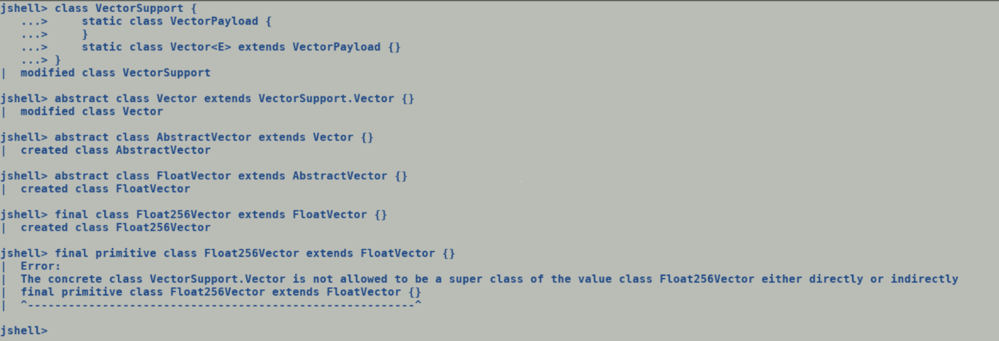 jshell> class VectorSupport {
   ...>     static class VectorPayload {
   ...>     }
   ...>     static class Vector<E> extends VectorPayload {}
   ...> }
|  modified class VectorSupport

jshell> abstract class Vector extends VectorSupport.Vector {}
|  modified class Vector

jshell> abstract class AbstractVector extends Vector {}
|  created class AbstractVector

jshell> abstract class FloatVector extends AbstractVector {}
|  created class FloatVector

jshell> final class Float256Vector extends FloatVector {}
|  created class Float256Vector

jshell> final primitive class Float256Vector extends FloatVector {}
|  Error:
|  The concrete class VectorSupport.Vector is not allowed to be a super class of the value class Float256Vector either directly or indirectly
|  final primitive class Float256Vector extends FloatVector {}
|  ^---------------------------------------------------------^

jshell>